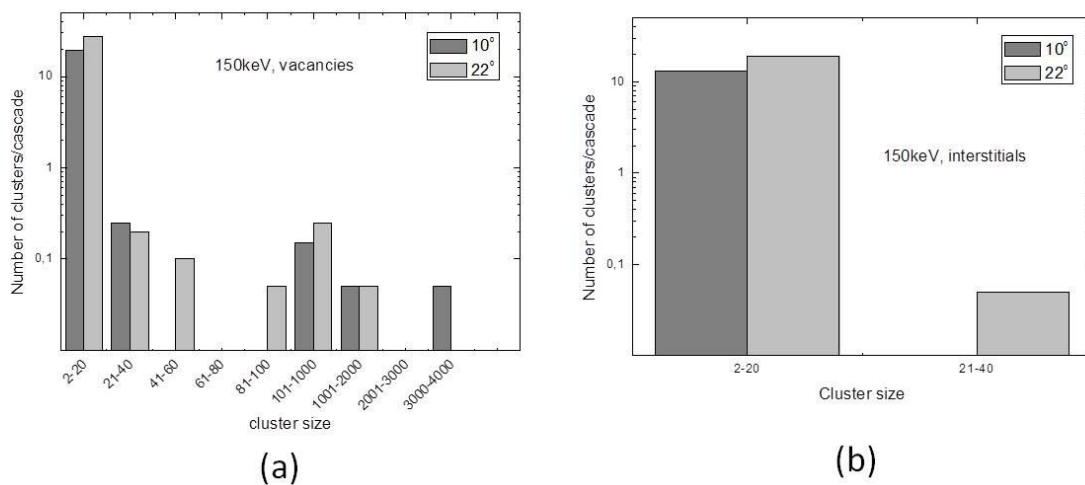 10°
22°
150keV, vacancies
Number of clusters/cascade
10
1
0,1
2-20
21-40
41-60
61-80
81-100
101-1000
1001-2000
2001-3000
3000-4000
cluster size
(a)
10°
22°
150keV, interstitials
Number of clusters/cascade
10
1
0,1
2-20
21-40
Cluster size
(b)